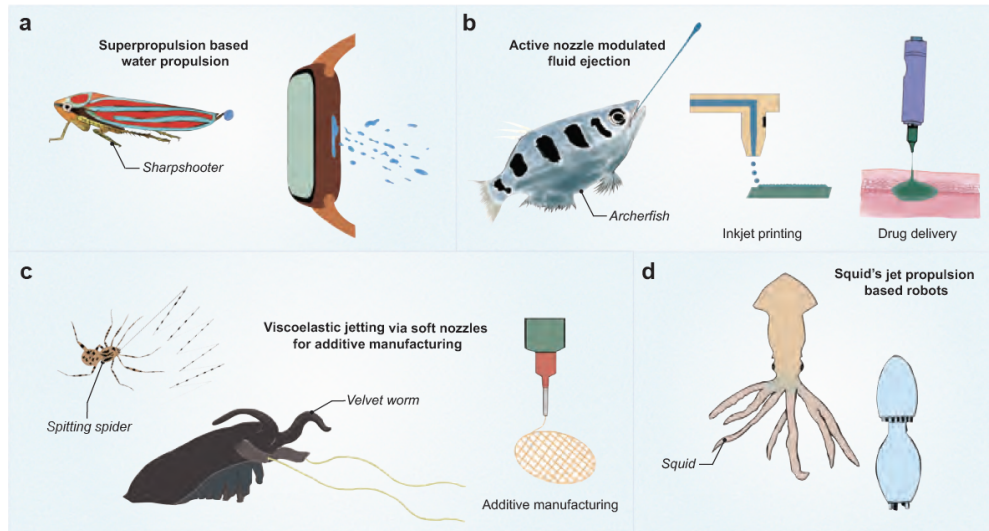 a
Superpropulsion based
water propulsion
Sharpshooter
b
Active nozzle modulated
fluid ejection
Archerfish
Inkjet printing
Drug delivery
c
Viscoelastic jetting via soft nozzles
for additive manufacturing
Spitting spider
Velvet worm
Additive manufacturing
d
Squid's jet propulsion
based robots
Squid